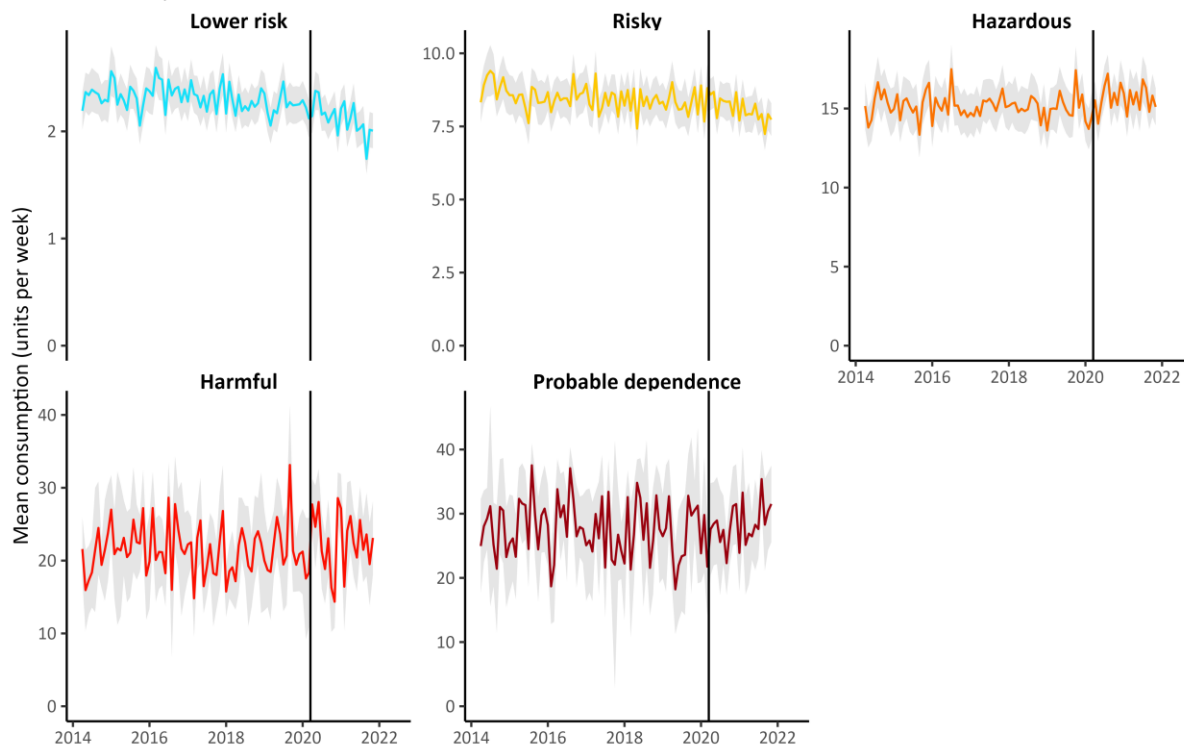 Lower risk
Risky
Hazardous
Mean consumption (units per week)
2
1
0
10.0
7.5
5.0
2.5
0.0
15
10
5
0
2014 2016 2018 2020 2022
Harmful
Probable dependence
40
30
20
10
0
2014 2016 2018 2020 2022
40
30
20
10
0
2014 2016 2018 2020 2022